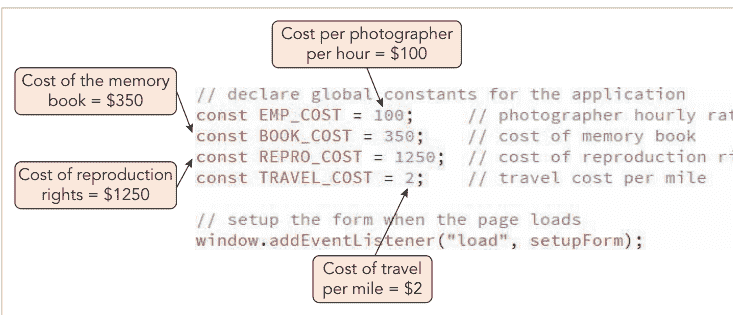 Cost per photographer
per hour = $100
Cost of the memory
book = $350
// declare global constants for the application
const EMP_COST = 100; // photographer hourly
const BOOK_COST = 350; // cost of memory book
const REPRO_COST = 1250; // cost of reproduction
const TRAVEL_COST = 2; // travel cost per mile
Cost of reproduction
rights = $1250
// setup the form when the page loads
window.addEventListener("load", setupForm);
Cost of travel
per mile = $2